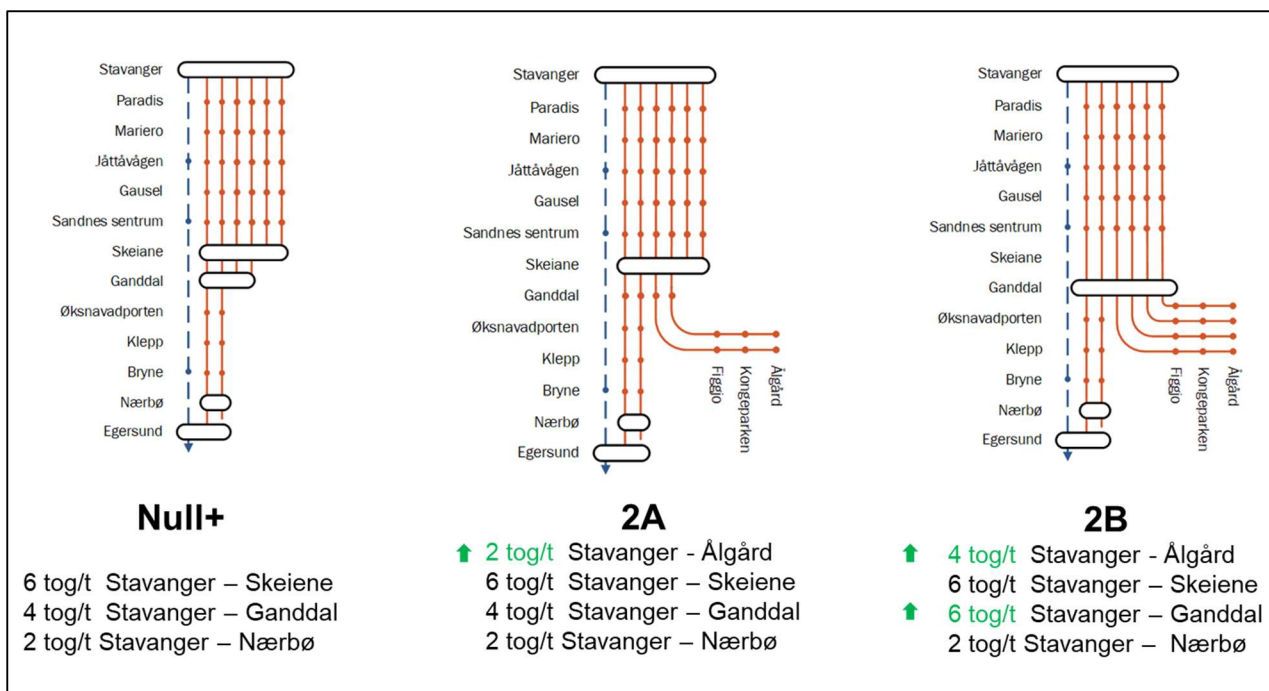 Stavanger
Paradis
Mariero
Jåttåvågen
Gausel
Sandnes sentrum
Skeiane
Ganddal
Øksnavadporten
Klepp
Bryne
Nærbø
Egersund
Null+
6 tog/t Stavanger – Skeiene
4 tog/t Stavanger – Ganddal
2 tog/t Stavanger – Nærbø
Stavanger
Paradis
Mariero
Jåttåvågen
Gausel
Sandnes sentrum
Skeiane
Ganddal
Øksnavadporten
Klepp
Bryne
Nærbø
Egersund
Figgjo
Kongeparken
Ålgård
2A
2 tog/t Stavanger - Ålgård
6 tog/t Stavanger – Skeiene
4 tog/t Stavanger – Ganddal
2 tog/t Stavanger – Nærbø
Stavanger
Paradis
Mariero
Jåttåvågen
Gausel
Sandnes sentrum
Skeiane
Ganddal
Øksnavadporten
Klepp
Bryne
Nærbø
Egersund
Figgjo
Kongeparken
Ålgård
2B
4 tog/t Stavanger - Ålgård
6 tog/t Stavanger – Skeiene
6 tog/t Stavanger – Ganddal
2 tog/t Stavanger – Nærbø